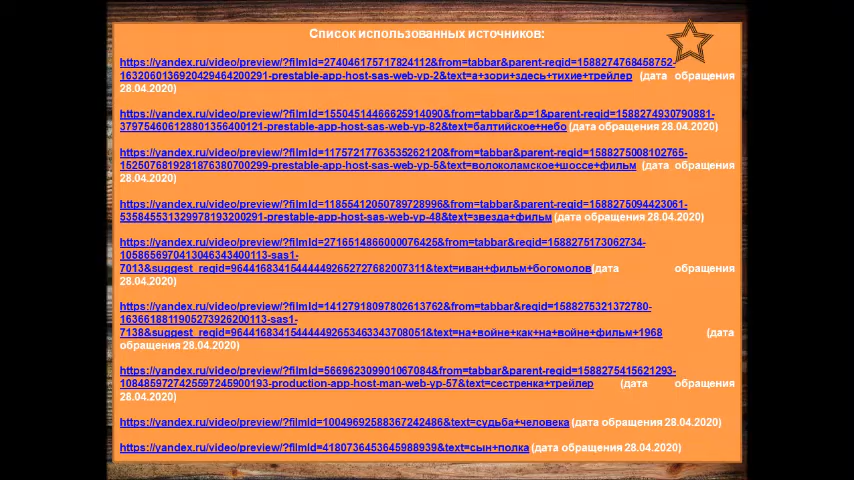 Список использованных источников:
https://yandex.ru/video/preview/?filmId=274046175717824112&from=tabbar&parent-reqid=1588274768458752-
1632060136920429464200291-prestable-app-host-sas-web-yp-2&text=а+зори+здесь+тихие+трейлер (дата обращения
28.04.2020)
https://yandex.ru/video/preview/?filmId=15504514466625914090&from=tabbar&p=1&parent-reqid=1588274930790881-
379754606128801356400121-prestable-app-host-sas-web-yp-82&text=балтийское+небо (дата обращения 28.04.2020)
https://yandex.ru/video/preview/?filmId=11757217763535262120&from=tabbar&parent-reqid=1588275008102765-
1525076819281876380700299-prestable-app-host-sas-web-yp-5&text=волоколамское+шоссе+фильм (дата обращения
28.04.2020)
https://yandex.ru/video/preview/?filmId=11855412050789728996&from=tabbar&parent-reqid=1588275094423061-
535845531329978193200291-prestable-app-host-sas-web-yp-48&text=звезда+фильм (дата обращения 28.04.2020)
https://yandex.ru/video/preview/?filmId=2716514866000076425&from=tabbar&reqid=1588275173062734-
1058656970413046343400113-sas1-
7013&suggest_reqid=964416834154444492652727682007311&text=иван+фильм+богомолов(дата обращения
28.04.2020)
https://yandex.ru/video/preview/?filmId=14127918097802613762&from=tabbar&reqid=1588275321372780-
1636618811905273926200113-sas1-
7138&suggest_reqid=964416834154444492653463343708051&text=на+войне+как+на+войне+фильм+1968 (дата
обращения 28.04.2020)
https://yandex.ru/video/preview/?filmId=566962309901067084&from=tabbar&parent-reqid=1588275415621293-
1084859727425597245900193-production-app-host-man-web-yp-57&text=сестренка+трейлер (дата обращения
28.04.2020)
https://yandex.ru/video/preview/?filmId=10049692588367242486&text=судьба+человека (дата обращения 28.04.2020)
https://yandex.ru/video/preview/?filmId=4180736453645988939&text=сын+полка (дата обращения 28.04.2020)